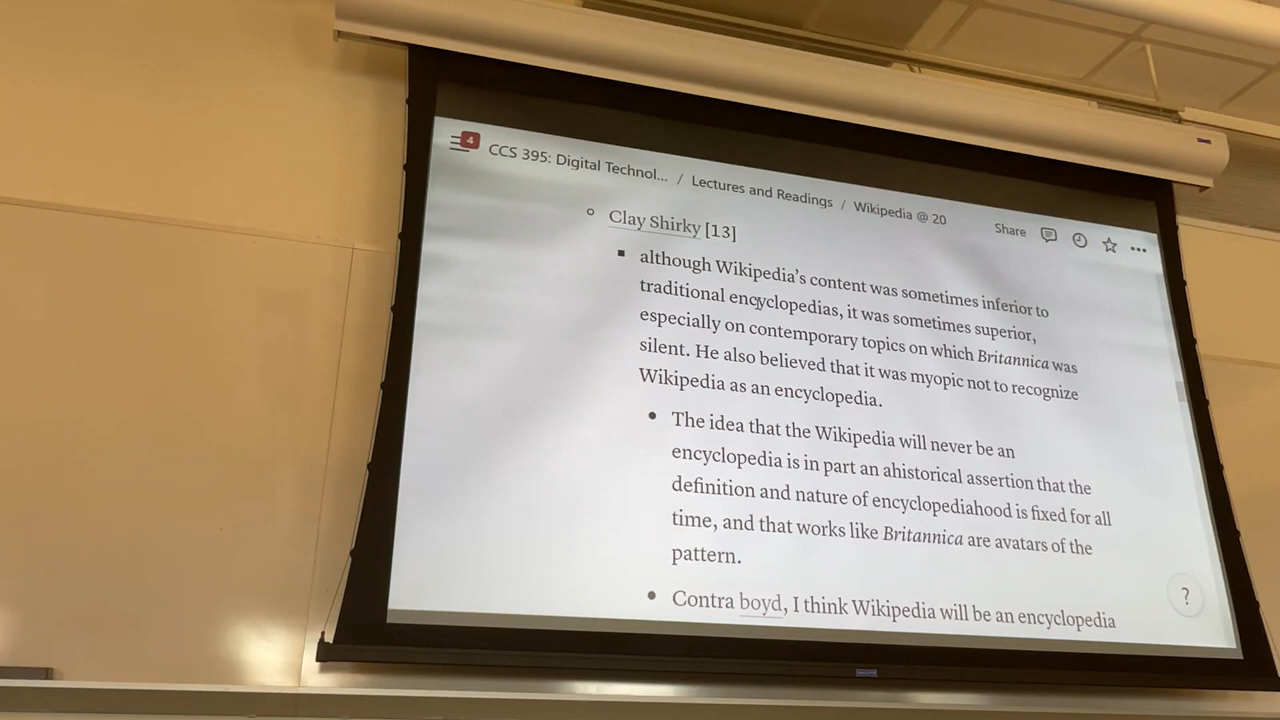 4
CCS 395: Digital Technol... / Lectures and Readings / Wikipedia @ 20
Share
Clay Shirky [13]
although Wikipedia's content was sometimes inferior to
traditional encyclopedias, it was sometimes superior,
especially on contemporary topics on which Britannica was
silent. He also believed that it was myopic not to recognize
Wikipedia as an encyclopedia.
The idea that the Wikipedia will never be an
encyclopedia is in part an ahistorical assertion that the
definition and nature of encyclopediahood is fixed for all
time, and that works like Britannica are avatars of the
pattern.
Contra boyd, I think Wikipedia will be an encyclopedia
?